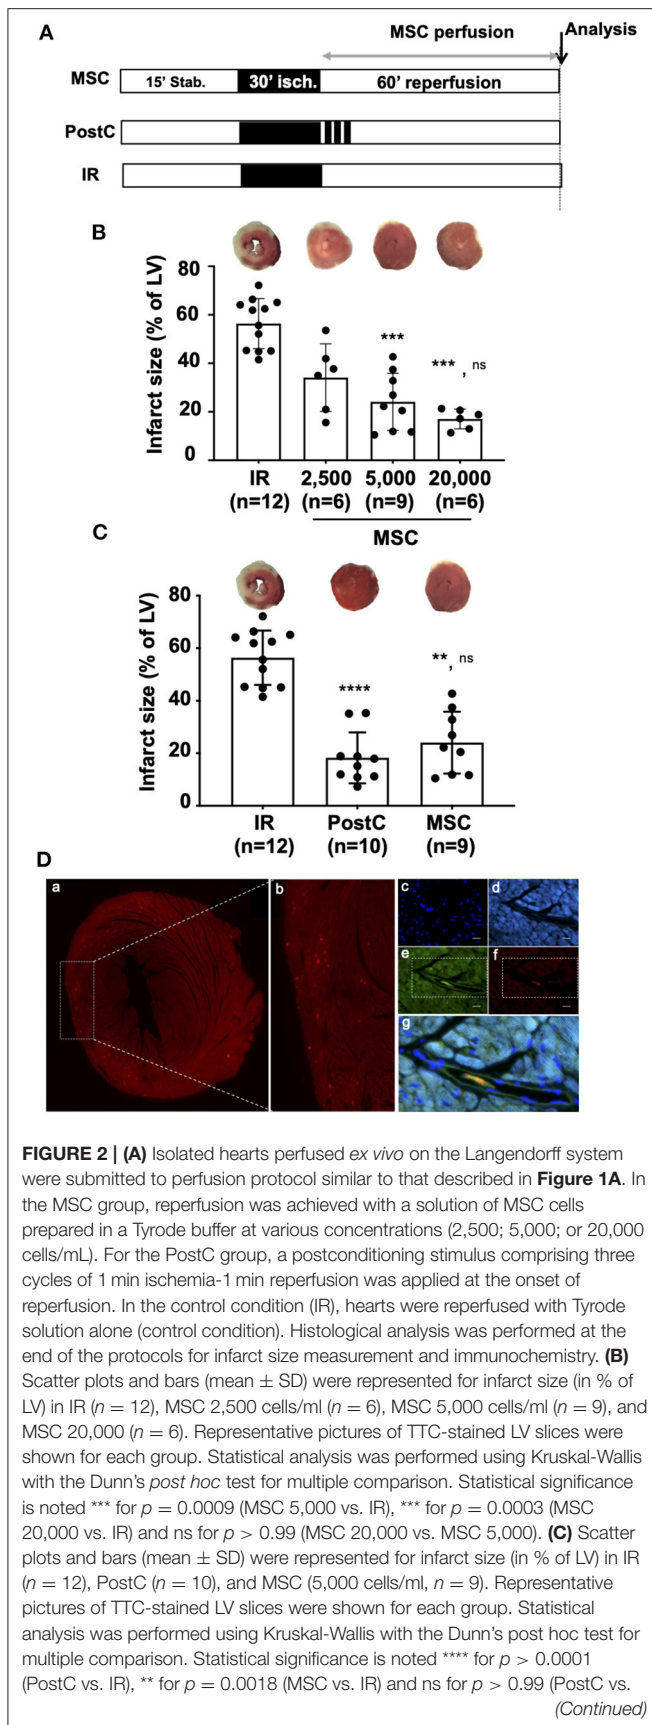 A
MSC perfusion
Analysis
MSC
15' Stab.
30' isch.
60' reperfusion
PostC
IR
B
Infarct size (% of LV)
80
60
40
20
0
***
*** , ns
IR
(n=12)
2,500
(n=6)
5,000
(n=9)
20,000
(n=6)
MSC
C
Infarct size (% of LV)
80
60
40
20
0
****
**, ns
IR
(n=12)
PostC
(n=10)
MSC
(n=9)
D
a
b
c
d
e
f
g
FIGURE 2 | (A) Isolated hearts perfused ex vivo on the Langendorff system
were submitted to perfusion protocol similar to that described in Figure 1A. In
the MSC group, reperfusion was achieved with a solution of MSC cells
prepared in a Tyrode buffer at various concentrations (2,500; 5,000; or 20,000
cells/mL). For the PostC group, a postconditioning stimulus comprising three
cycles of 1 min ischemia-1 min reperfusion was applied at the onset of
reperfusion. In the control condition (IR), hearts were reperfused with Tyrode
solution alone (control condition). Histological analysis was performed at the
end of the protocols for infarct size measurement and immunochemistry. (B)
Scatter plots and bars (mean ± SD) were represented for infarct size (in % of
LV) in IR (n = 12), MSC 2,500 cells/ml (n = 6), MSC 5,000 cells/ml (n = 9), and
MSC 20,000 (n = 6). Representative pictures of TTC-stained LV slices were
shown for each group. Statistical analysis was performed using Kruskal-Wallis
with the Dunn's post hoc test for multiple comparison. Statistical significance
is noted *** for p = 0.0009 (MSC 5,000 vs. IR), *** for p = 0.0003 (MSC
20,000 vs. IR) and ns for p > 0.99 (MSC 20,000 vs. MSC 5,000). (C) Scatter
plots and bars (mean ± SD) were represented for infarct size (in % of LV) in IR
(n = 12), PostC (n = 10), and MSC (5,000 cells/ml, n = 9). Representative
pictures of TTC-stained LV slices were shown for each group. Statistical
analysis was performed using Kruskal-Wallis with the Dunn's post hoc test for
multiple comparison. Statistical significance is noted **** for p > 0.0001
(PostC vs. IR), ** for p = 0.0018 (MSC vs. IR) and ns for p > 0.99 (PostC vs.
(Continued)